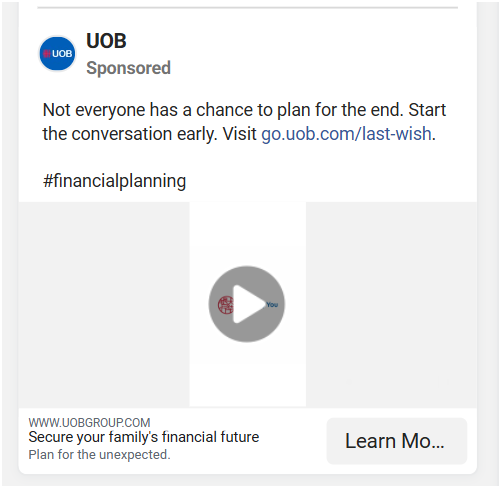 UOB
UOB
Sponsored
Not everyone has a chance to plan for the end. Start
the conversation early. Visit go.uob.com/last-wish.
#financialplanning
You
WWW.UOBGROUP.COM
Secure your family's financial future
Plan for the unexpected.
Learn Mo...